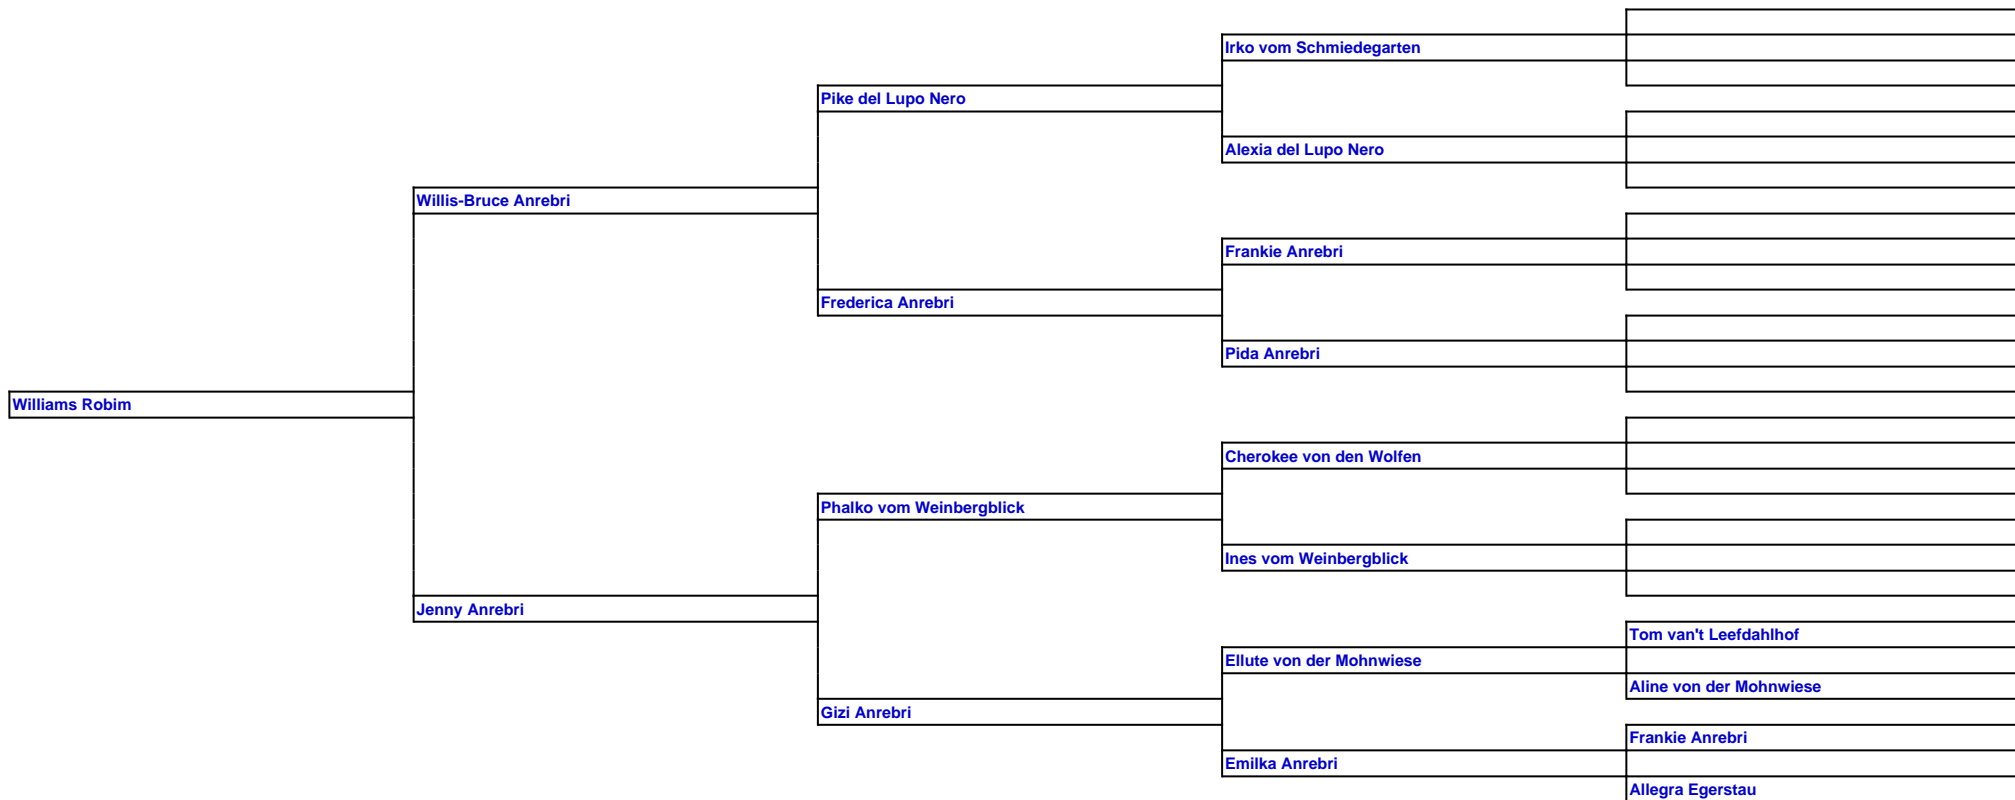 Irko vom Schmiedegarten
Pike del Lupo Nero
Alexia del Lupo Nero
Willis-Bruce Anrebri
Frankie Anrebri
Frederica Anrebri
Pida Anrebri
Williams Robim
Cherokee von den Wolfen
Phalko vom Weinbergblick
Ines vom Weinbergblick
Jenny Anrebri
Tom van't Leefdahlhof
Ellute von der Mohnwiese
Aline von der Mohnwiese
Gizi Anrebri
Frankie Anrebri
Emilka Anrebri
Allegra Egerstau